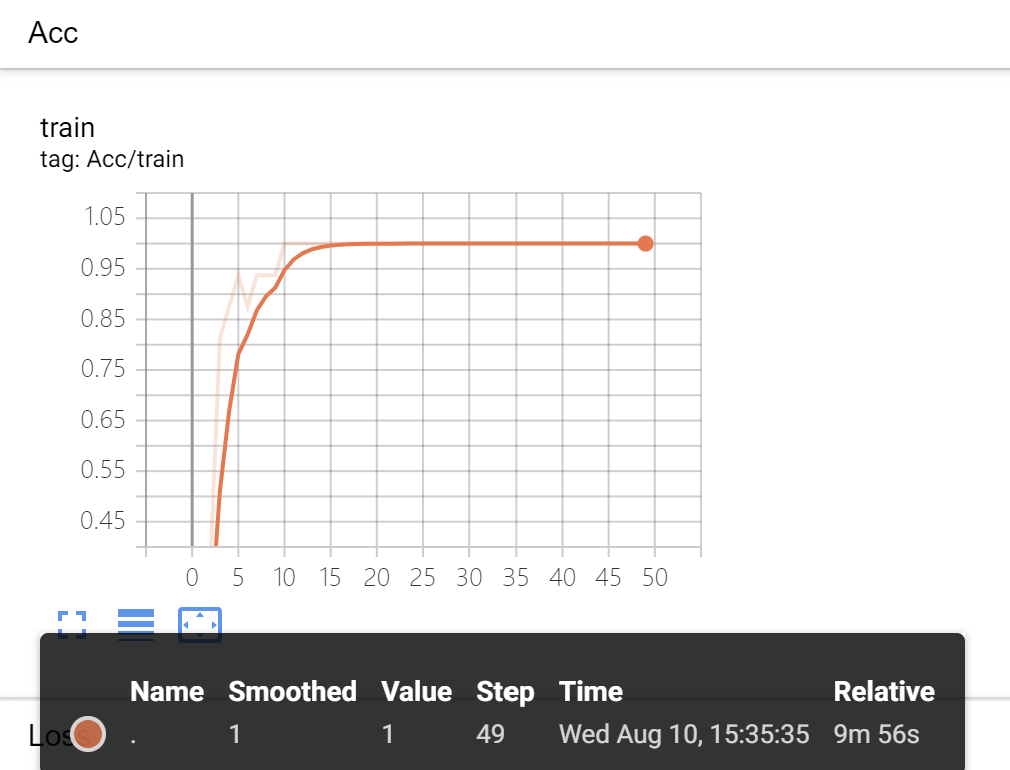 Acc
train
tag: Acc/train
1.05
0.95
0.85
0.75
0.65
0.55
0.45
0 5 10 15 20 25 30 35 40 45 50
Name Smoothed Value Step Time Relative
Loss . 1 1 49 Wed Aug 10, 15:35:35 9m 56s